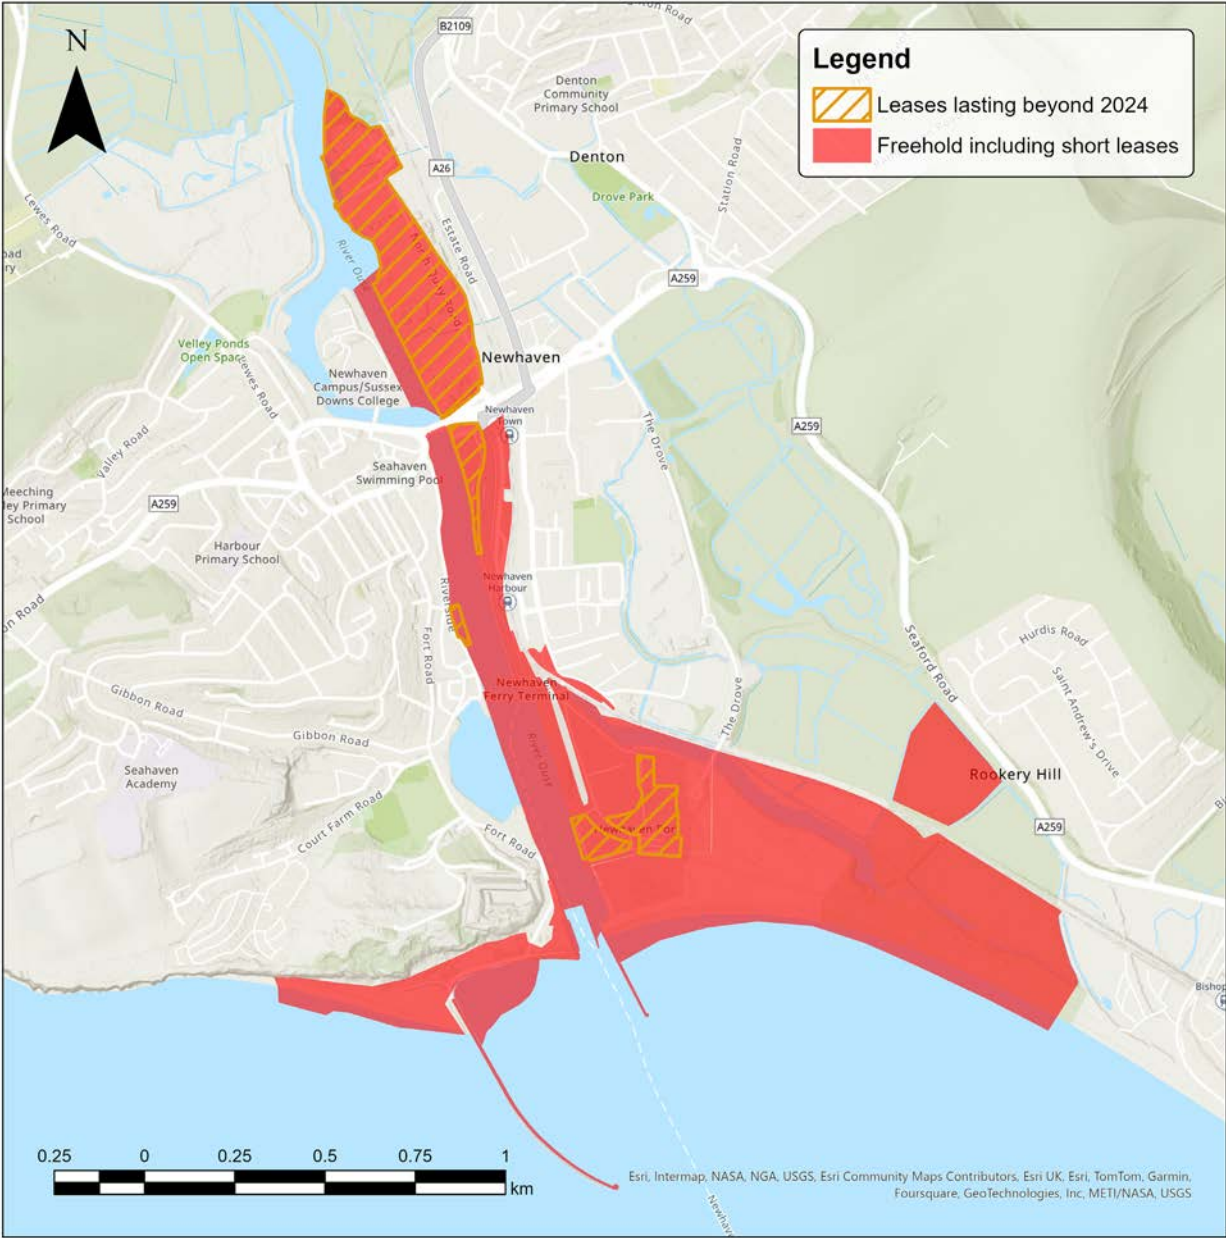 N
B2109
Legend
Leases lasting beyond 2024
Freehold including short leases
Denton
Community
Primary School
Denton
A26
Drove Park
Station Road
Lewes Road
Estate Road
River Ouse
A259
Velley Ponds
Open Space
Lewes Road
Newhaven
Newhaven
Campus/Sussex
Downs College
Newhaven
Town
The Drove
A259
Valley Road
Seahaven
Swimming Pool
Meeching
ley Primary
School
A259
Harbour
Primary School
Newhaven
Harbour
Riverside
on Road
Fort Road
Seaford Road
Hurdis Road
Saint Andrew's Drive
Newhaven
Ferry Terminal
Gibbon Road
Gibbon Road
The Drove
River Ouse
Seahaven
Academy
Rookery Hill
Court Farm Road
Fort Road
A259
Bishop
0.25 0 0.25 0.5 0.75 1
km
Esri, Intermap, NASA, NGA, USGS, Esri Community Maps Contributors, Esri UK, Esri, TomTom, Garmin,
Foursquare, GeoTechnologies, Inc, METI/NASA, USGS
Newhav